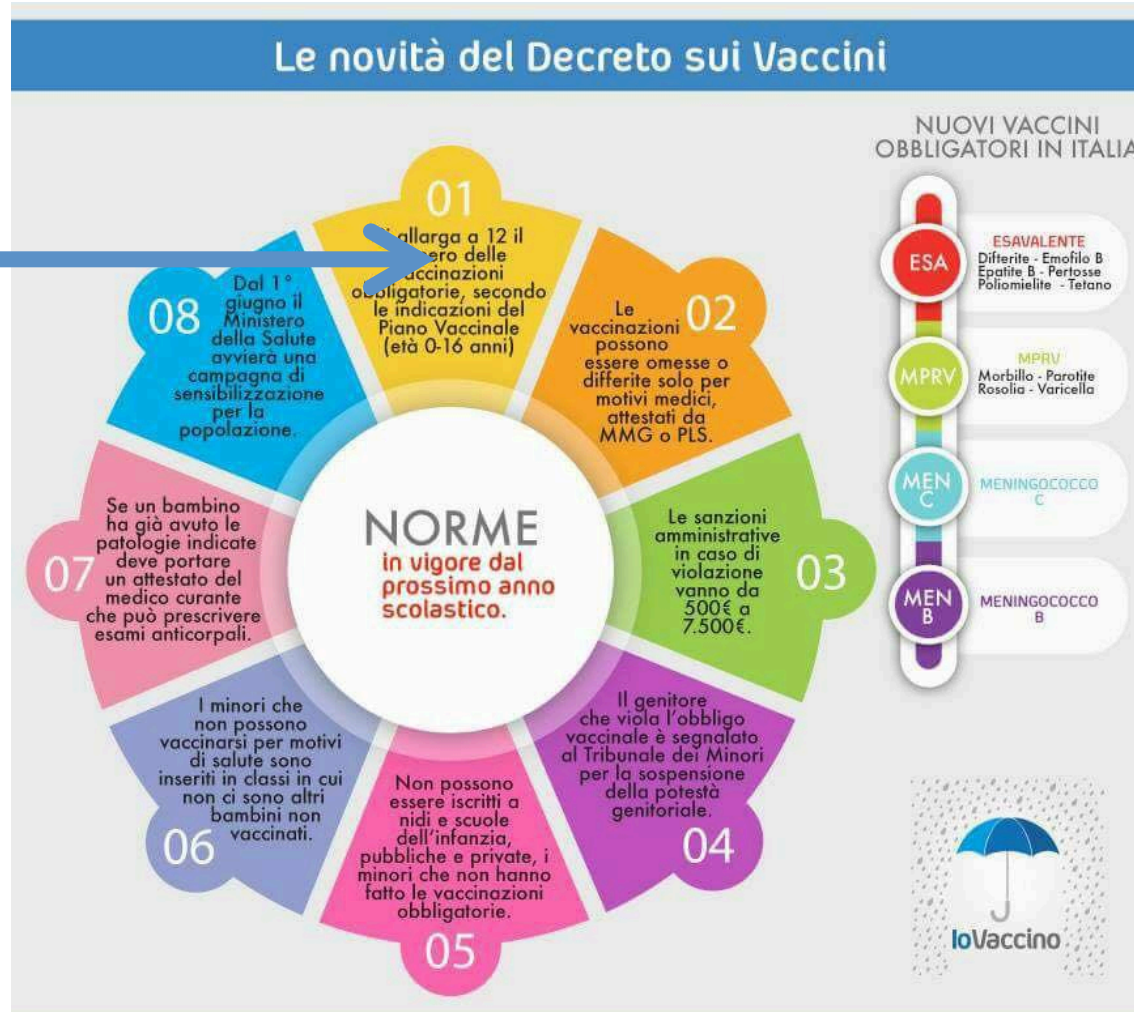 Le novità del Decreto sui Vaccini
01
allarga a 12 il
delle
obbligatorie, secondo
le indicazioni del
Piano Vaccinale
(età 0-16 anni)
02
Le
vaccinazioni
possono
essere omesse o
differite solo per
motivi medici,
attestati da
MMG o PLS.
03
Le sanzioni
amministrative
in caso di
violazione
vanno da
500€ a
7.500€.
04
Il genitore
che viola l'obbligo
vaccinale è segnalato
al Tribunale dei Minori
per la sospensione
della potestà
genitoriale.
05
Non possono
essere iscritti a
nidi e scuole
dell'infanzia,
pubbliche e private, i
minori che non hanno
fatto le vaccinazioni
obbligatorie.
06
I minori che
non possono
vaccinarsi per motivi
di salute sono
inseriti in classi in cui
non ci sono altri
bambini non
vaccinati.
07
Se un bambino
ha già avuto le
patologie indicate
deve portare
un attestato del
medico curante
che può prescrivere
esami anticorpali.
08
Dal 1°
giugno il
Ministero
della Salute
avvierà una
campagna di
sensibilizzazione
per la
popolazione.
NORME
in vigore dal
prossimo anno
scolastico.
NUOVI VACCINI
OBBLIGATORI IN ITALIA
ESA
ESAVALENTE
Difterite - Emofilo B
Epatite B - Pertosse
Poliomielite - Tetano
MPRV
MPRV
Morbillo - Parotite
Rosolia - Varicella
MEN
C
MENINGOCOCCO
C
MEN
B
MENINGOCOCCO
B
IoVaccino